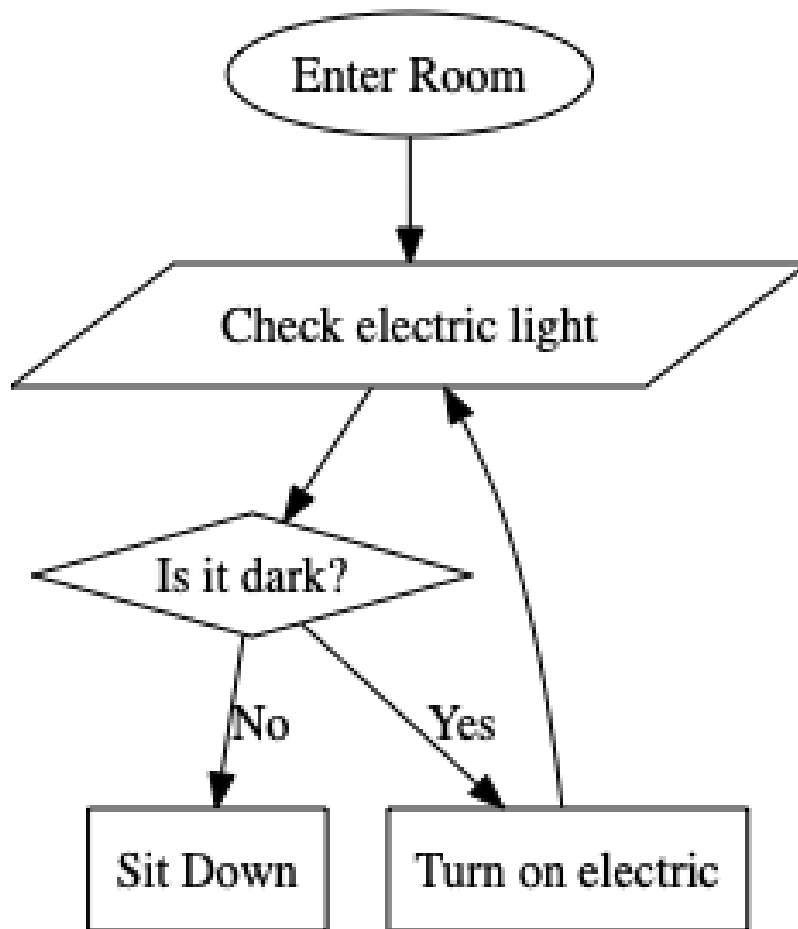 Enter Room
Check electric light
Is it dark?
No
Yes
Sit Down
Turn on electric